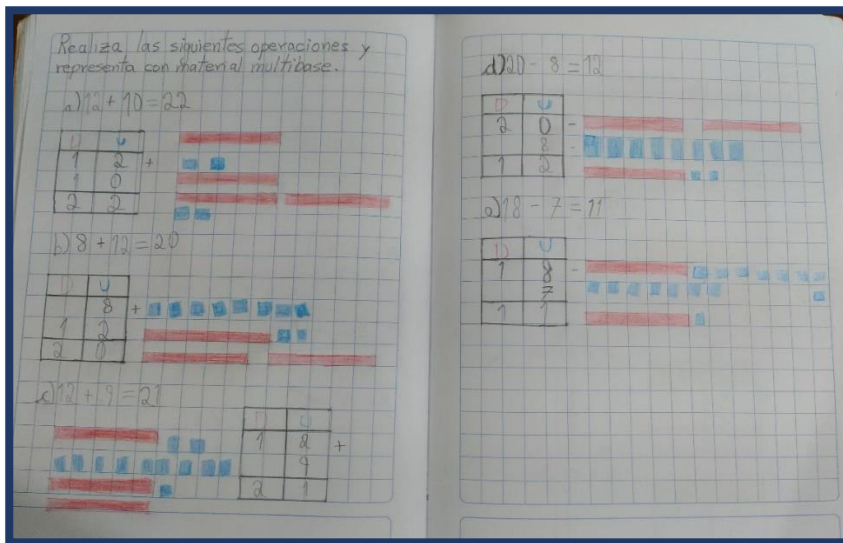 Realiza las siguientes operaciones y
representa con material multibase.
a) 12 + 10 = 22
D U
1 2 +
1 0
2 2
b) 8 + 12 = 20
D U
8 +
1 2
2 0
c) 12 + 9 = 21
D U
1 2 +
9
2 1
d) 20 - 8 = 12
D U
2 0 -
8 -
1 2
e) 18 - 7 = 11
D U
1 8 -
7
1 1